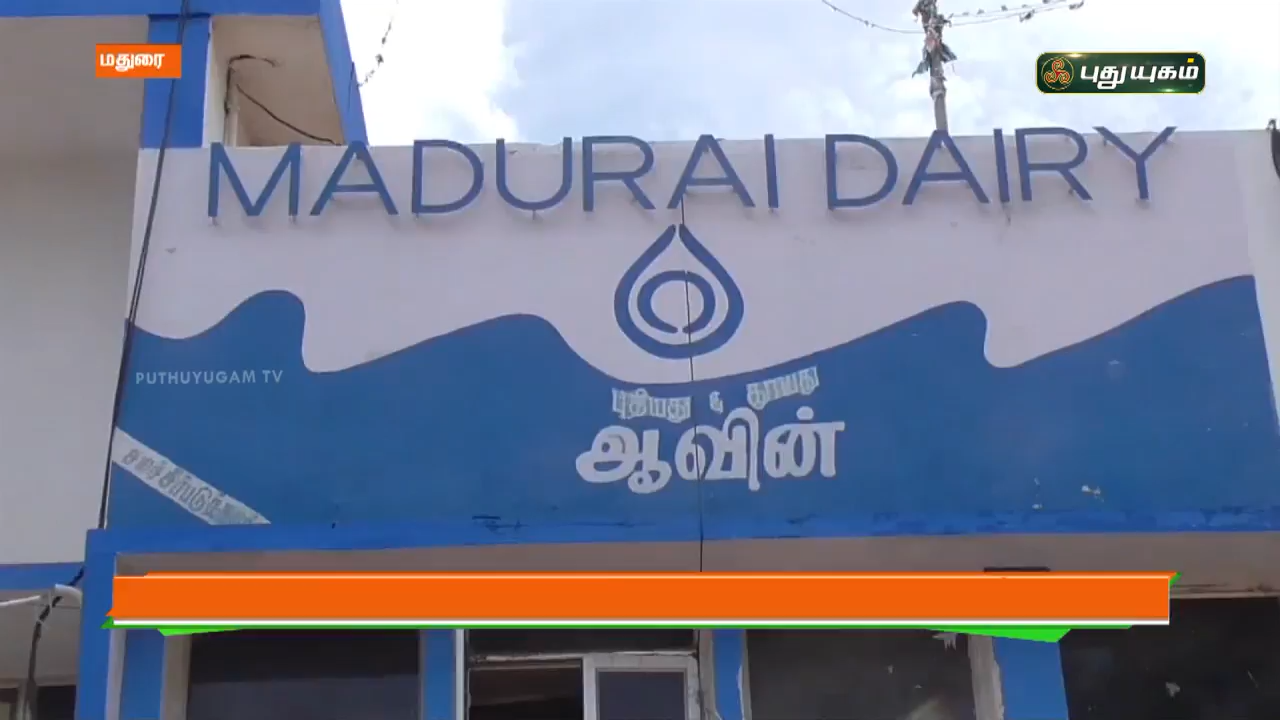 மதுரை
புதுயுகம்
MADURAI DAIRY
PUTHUYUGAM TV
புதியது & தூயது
ஆவின்